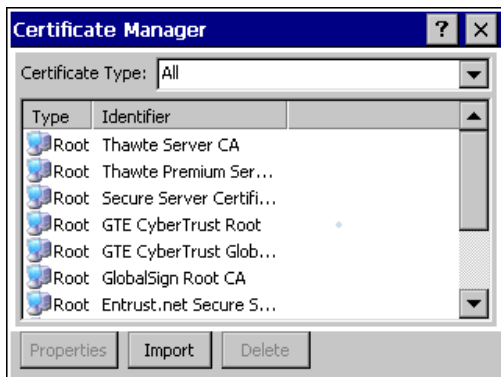 Certificate Manager ? ×
Certificate Type: All
Type Identifier
Root Thawte Server CA
Root Thawte Premium Ser...
Root Secure Server Certifi...
Root GTE CyberTrust Root
Root GTE CyberTrust Glob...
Root GlobalSign Root CA
Root Entrust.net Secure S...
Properties Import Delete